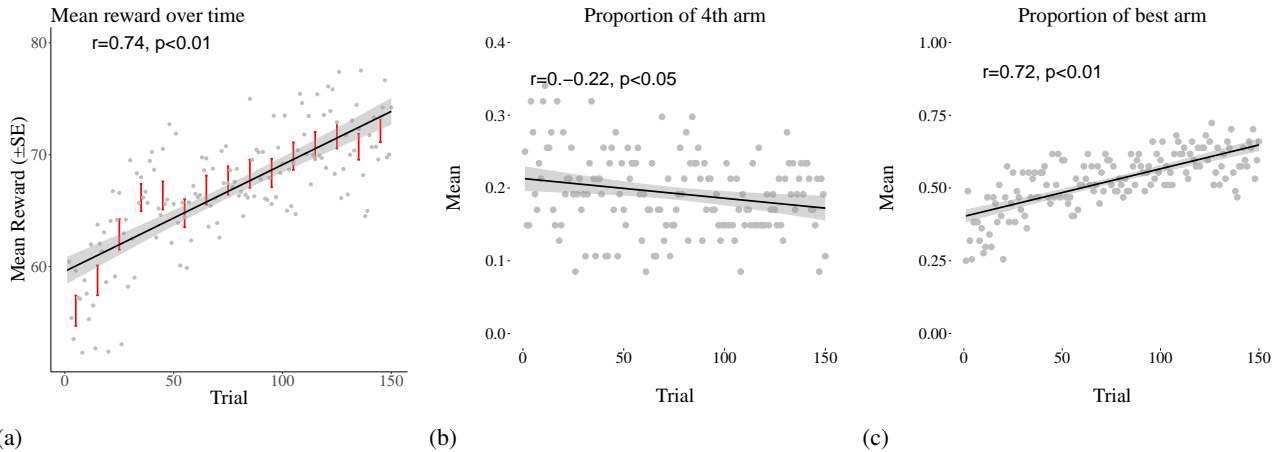 Mean reward over time
r=0.74, p<0.01
Mean Reward (±SE)
80
70
60
0 50 100 150
Trial
(a)
Proportion of 4th arm
r=0.−0.22, p<0.05
Mean
0.4
0.3
0.2
0.1
0.0
0 50 100 150
Trial
(b)
Proportion of best arm
r=0.72, p<0.01
Mean
1.00
0.75
0.50
0.25
0.00
0 50 100 150
Trial
(c)